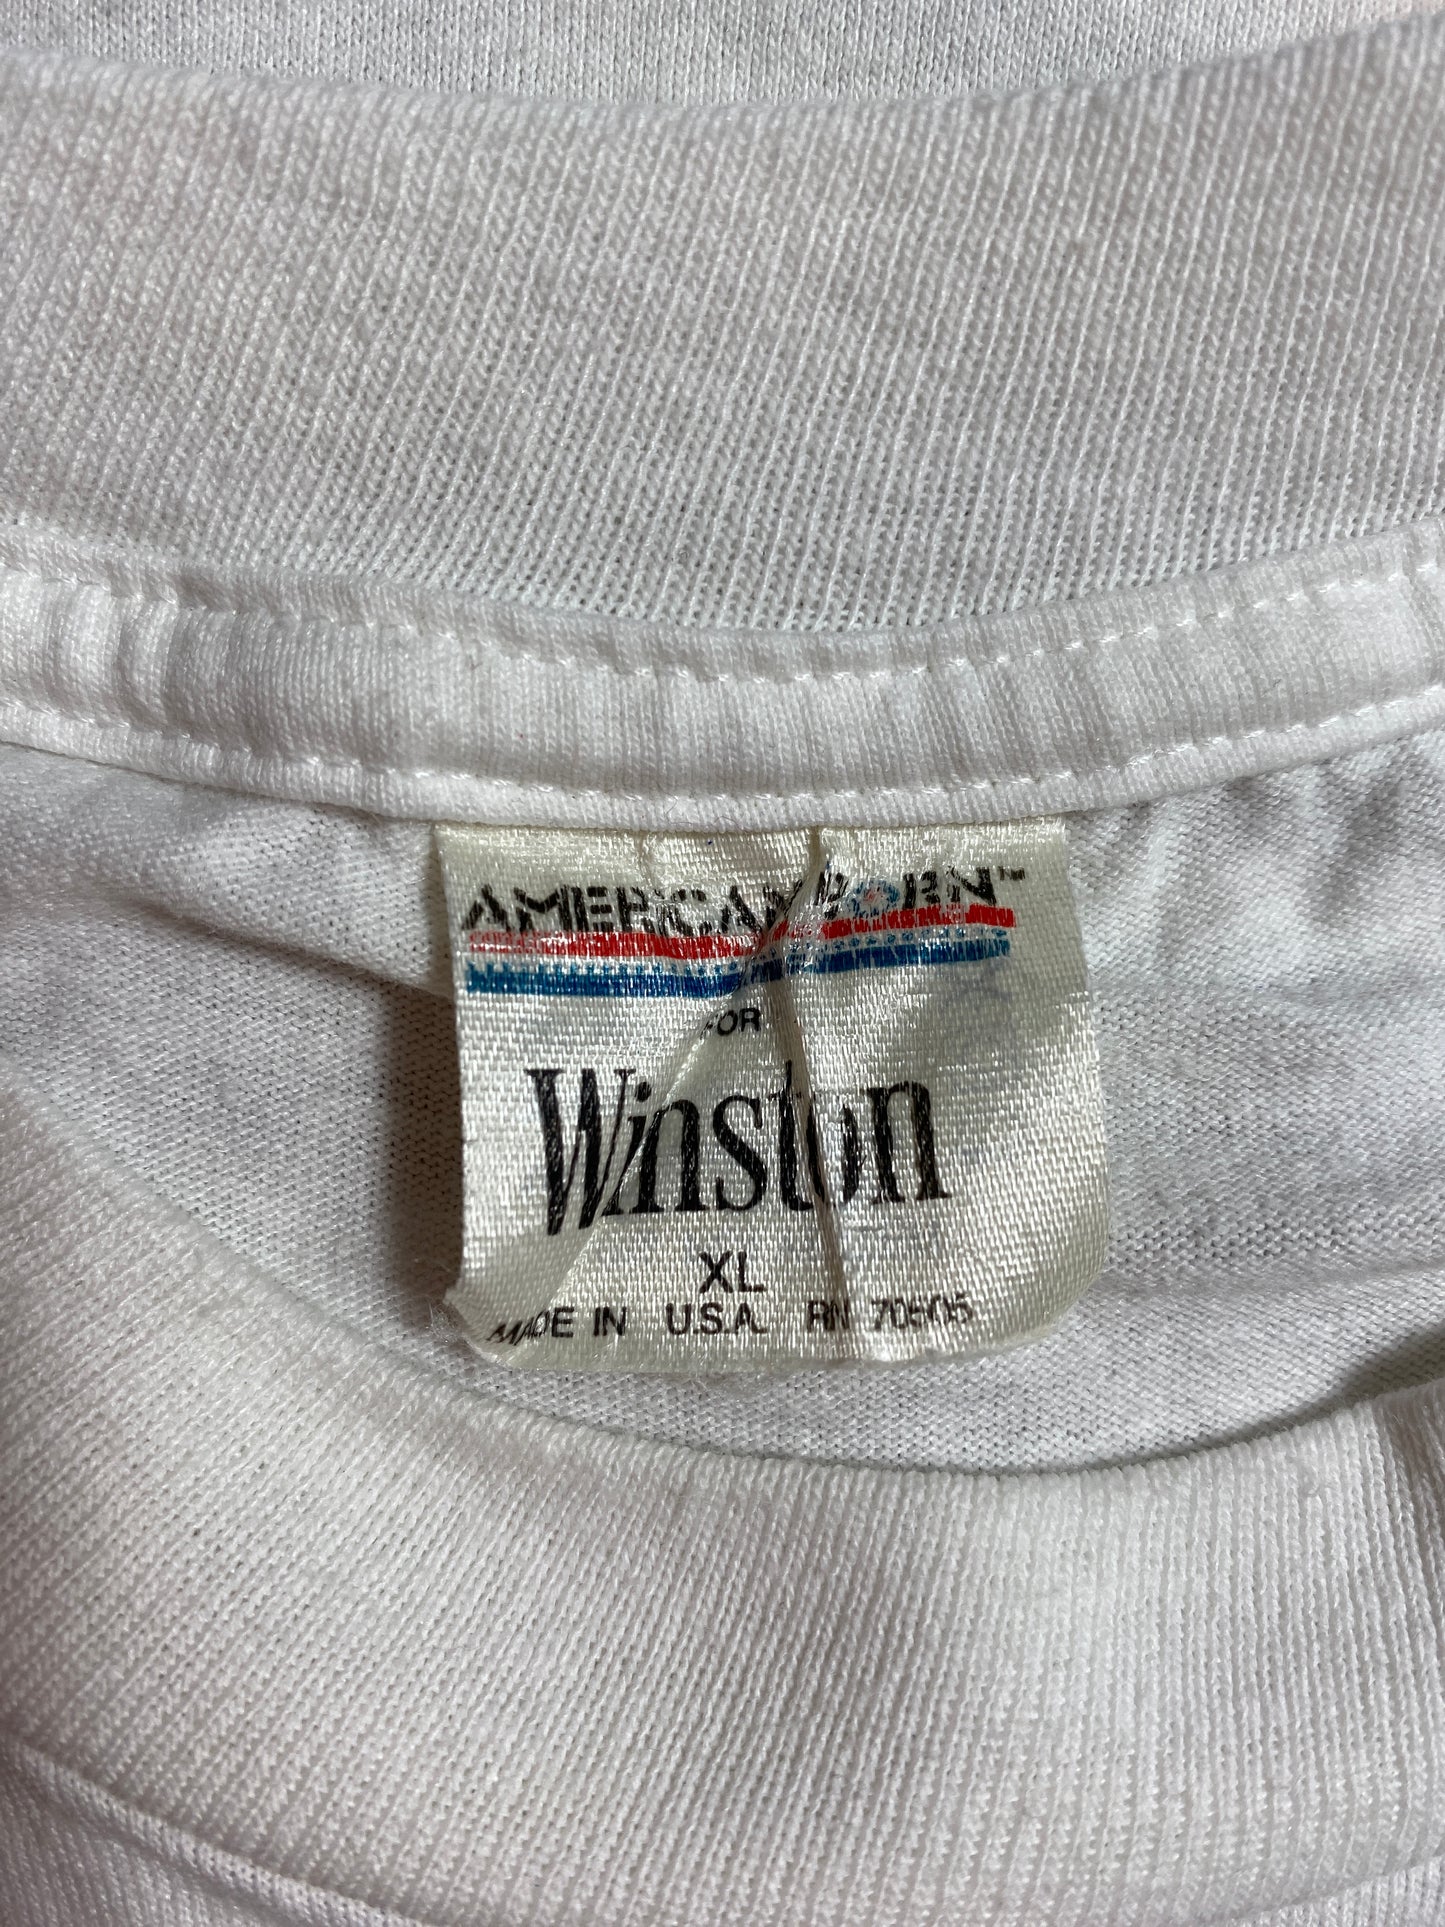 AMERICAN BORN™
FOR
Winston
XL
MADE IN U.S.A. RN 70505